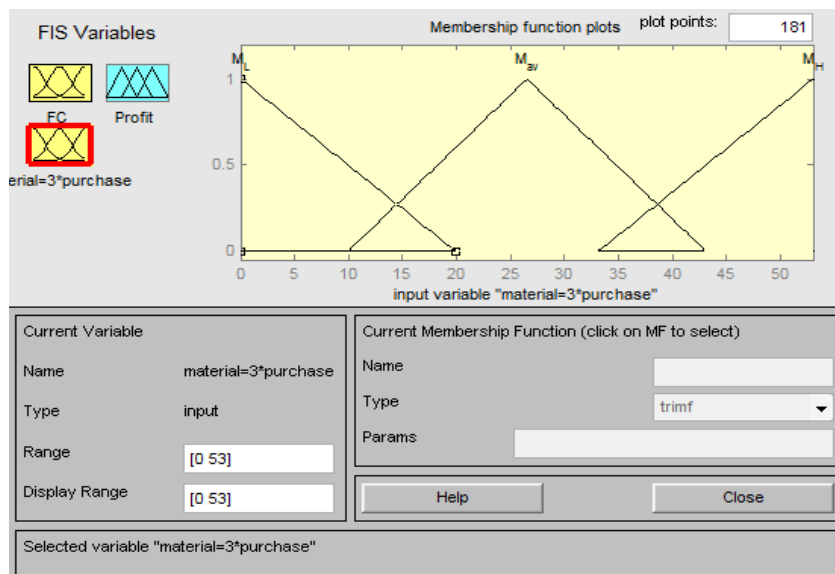 FIS Variables
Membership function plots
plot points:
181
FC
Profit
erial=3*purchase
M_L
M_av
M_H
1
0.5
0
0 5 10 15 20 25 30 35 40 45 50
input variable "material=3*purchase"
Current Variable
Name material=3*purchase
Type input
Range [0 53]
Display Range [0 53]
Current Membership Function (click on MF to select)
Name
Type trimf
Params
Help
Close
Selected variable "material=3*purchase"